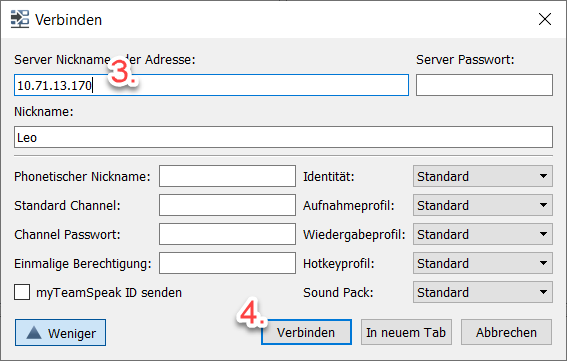 Verbinden
Server Nickname der Adresse: Server Passwort:
3.
10.71.13.170
Nickname:
Leo
Phonetischer Nickname: Identität: Standard
Standard Channel: Aufnahmeprofil: Standard
Channel Passwort: Wiedergabeprofil: Standard
Einmalige Berechtigung: Hotkeyprofil: Standard
myTeamSpeak ID senden Sound Pack: Standard
4.
Weniger Verbinden In neuem Tab Abbrechen